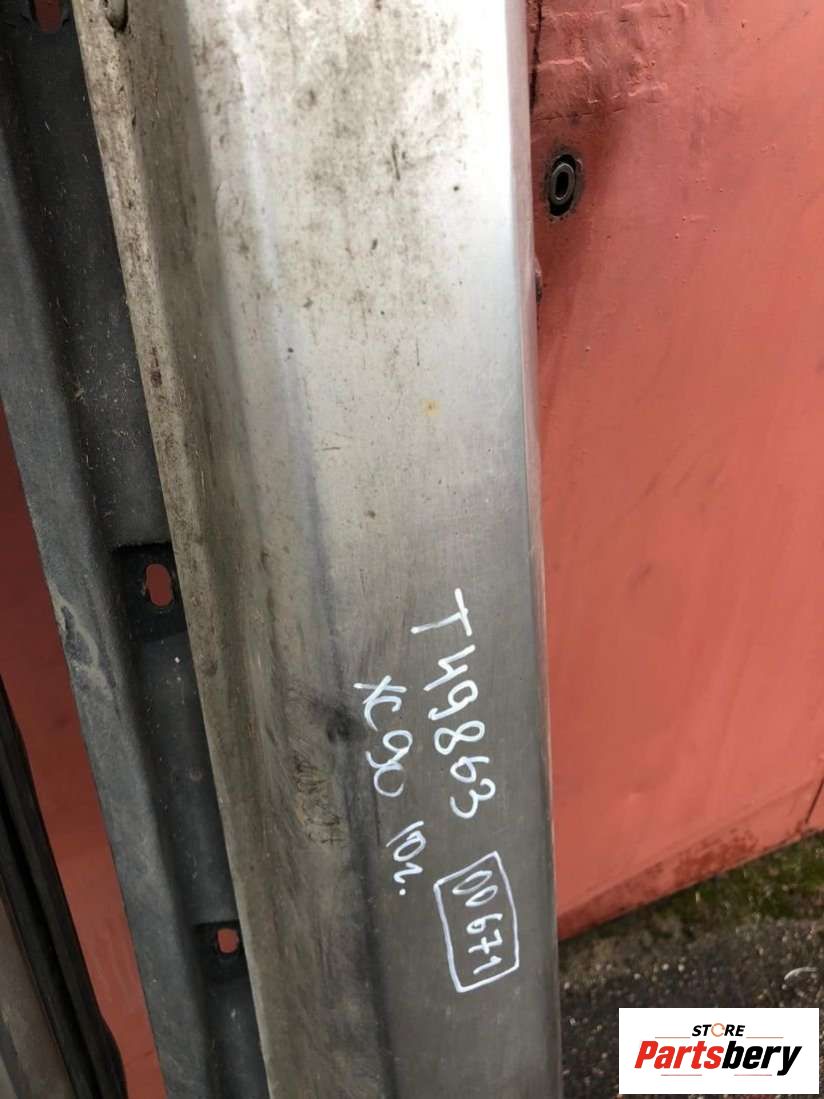 T49863
XC90 10г.
00671
STORE
Partsbery